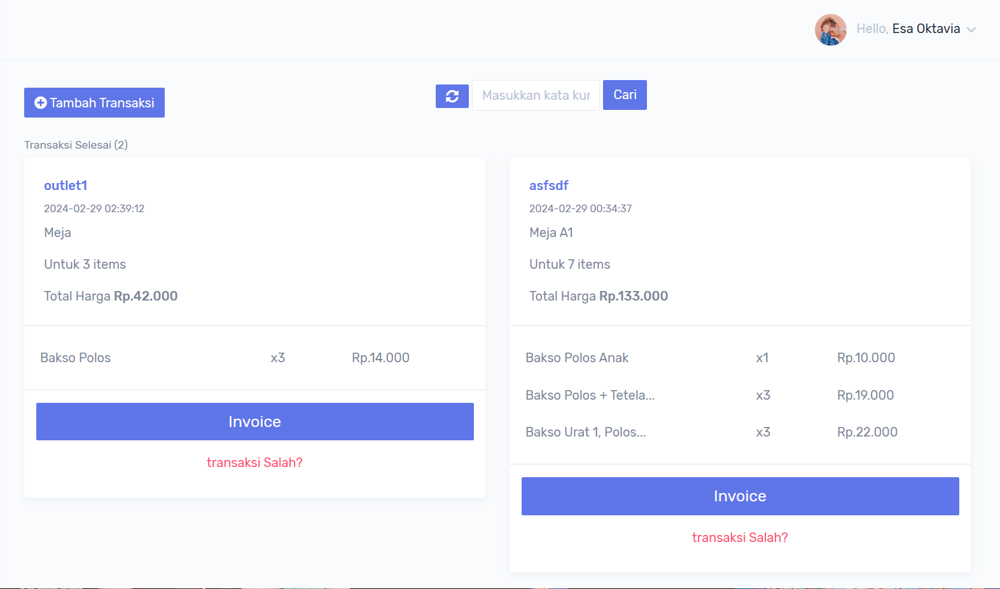 Hello, Esa Oktavia
Tambah Transaksi
Masukkan kata kur
Cari
Transaksi Selesai (2)
outlet1
2024-02-29 02:39:12
Meja
Untuk 3 items
Total Harga Rp.42.000
Bakso Polos x3 Rp.14.000
Invoice
transaksi Salah?
asfsdf
2024-02-29 00:34:37
Meja A1
Untuk 7 items
Total Harga Rp.133.000
Bakso Polos Anak x1 Rp.10.000
Bakso Polos + Tetela... x3 Rp.19.000
Bakso Urat 1, Polos... x3 Rp.22.000
Invoice
transaksi Salah?